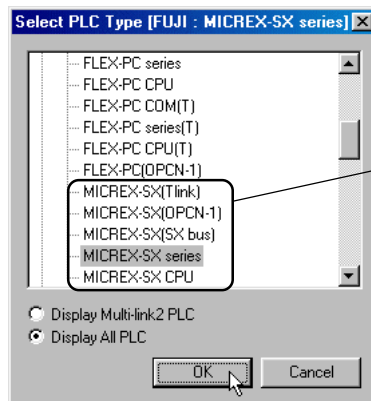 Select PLC Type [FUJI : MICREX-SX series]
FLEX-PC series
FLEX-PC CPU
FLEX-PC COM(T)
FLEX-PC series(T)
FLEX-PC CPU(T)
FLEX-PC(OPCN-1)
MICREX-SX(Tlink)
MICREX-SX(OPCN-1)
MICREX-SX(SX bus)
MICREX-SX series
MICREX-SX CPU
Display Multi-link2 PLC
Display All PLC
OK Cancel